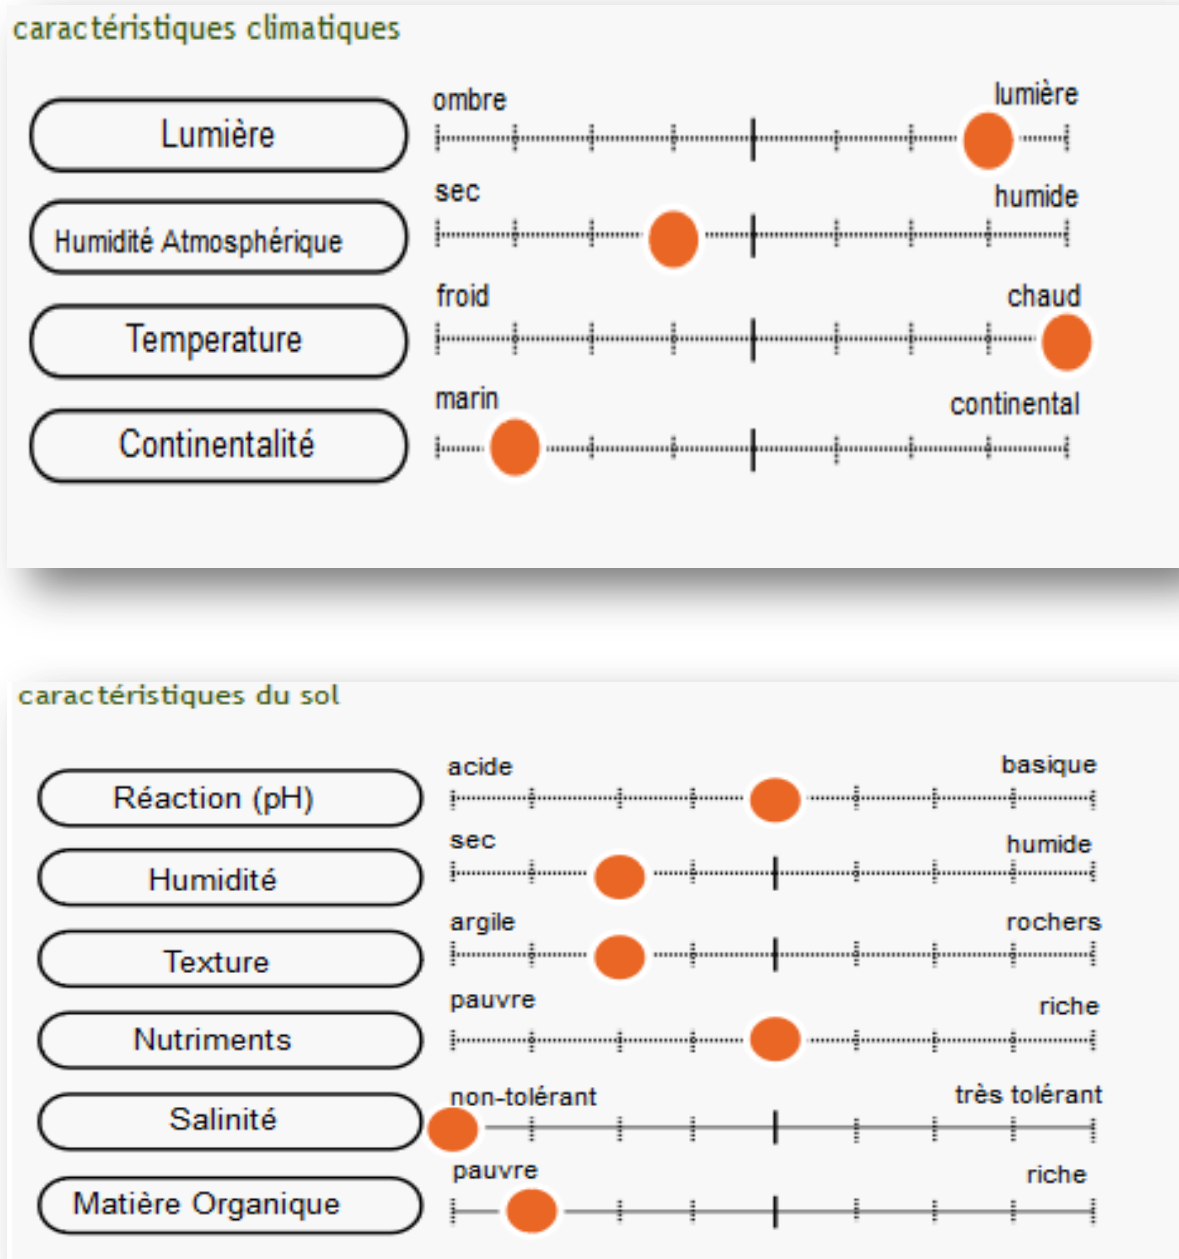 caractéristiques climatiques
Lumière
ombre
lumière
Humidité Atmosphérique
sec
humide
Temperature
froid
chaud
Continentalité
marin
continental
caractéristiques du sol
Réaction (pH)
acide
basique
Humidité
sec
humide
Texture
argile
rochers
Nutriments
pauvre
riche
Salinité
non-tolérant
très tolérant
Matière Organique
pauvre
riche